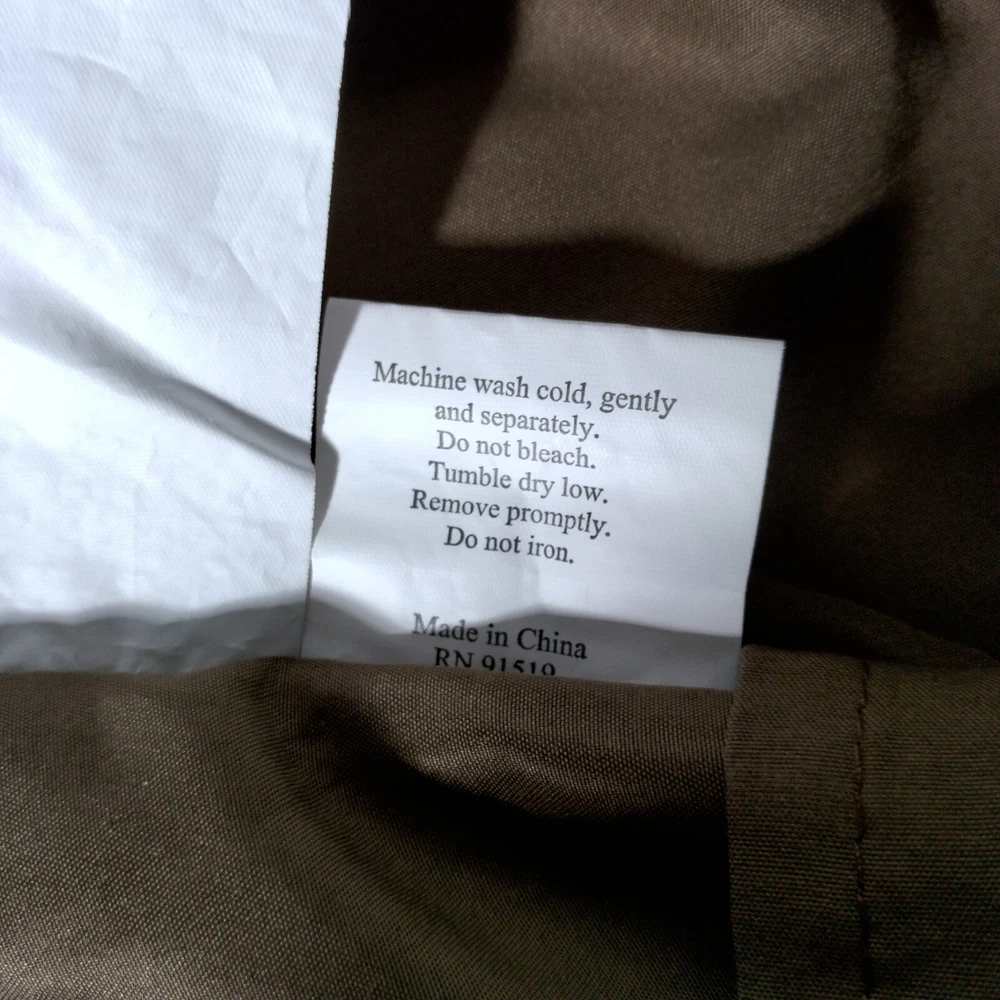 Machine wash cold, gently
and separately.
Do not bleach.
Tumble dry low.
Remove promptly.
Do not iron.
Made in China
RN 91519